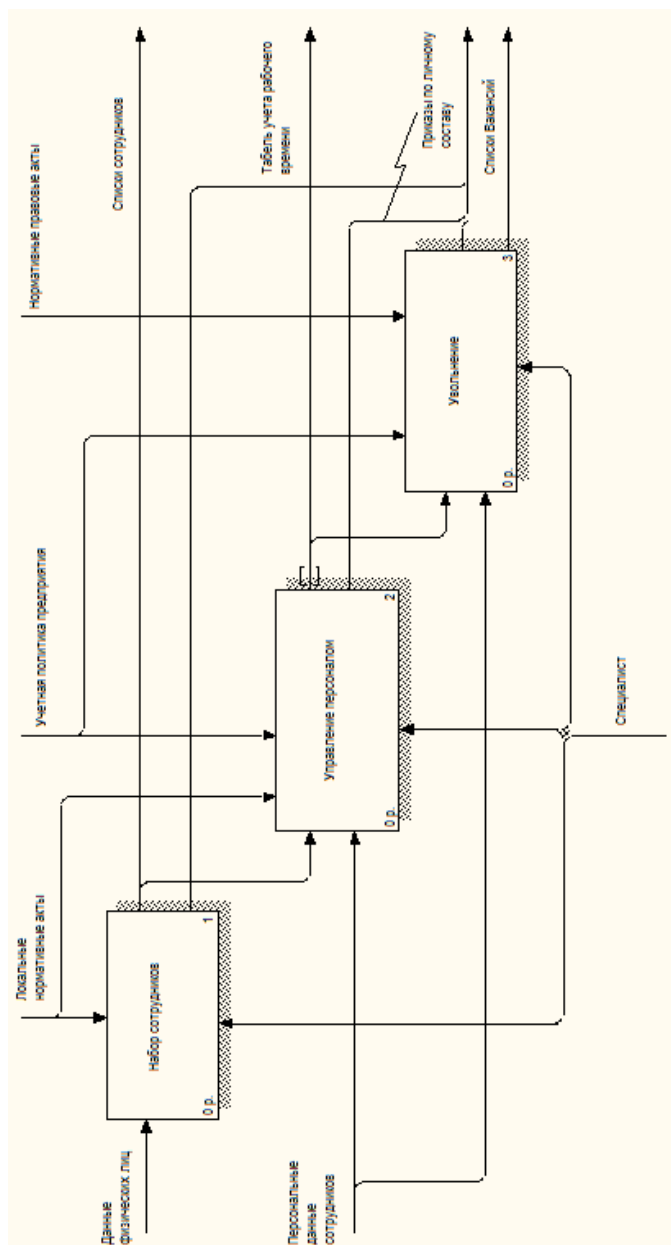 Локальные
нормативные акты
Учетная политика предприятия
Нормативные правовые акты
Данные
физических лиц
Набор сотрудников
0 р.
1
Списки сотрудников
Персональные
данные
сотрудников
Управление персоналом
0 р.
2
Табель учета рабочего
времени
Увольнение
0 р.
3
Приказы по личному
составу
Списки Вакансий
Специалист